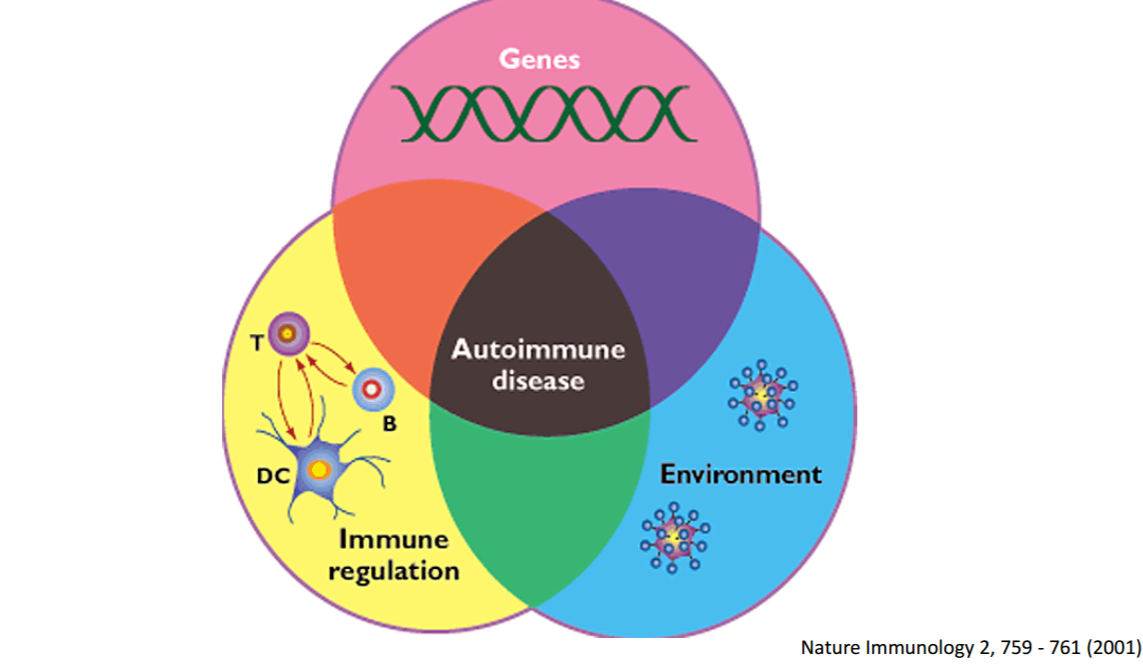 Genes
T
B
DC
Autoimmune
disease
Environment
Immune
regulation
Nature Immunology 2, 759 - 761 (2001)